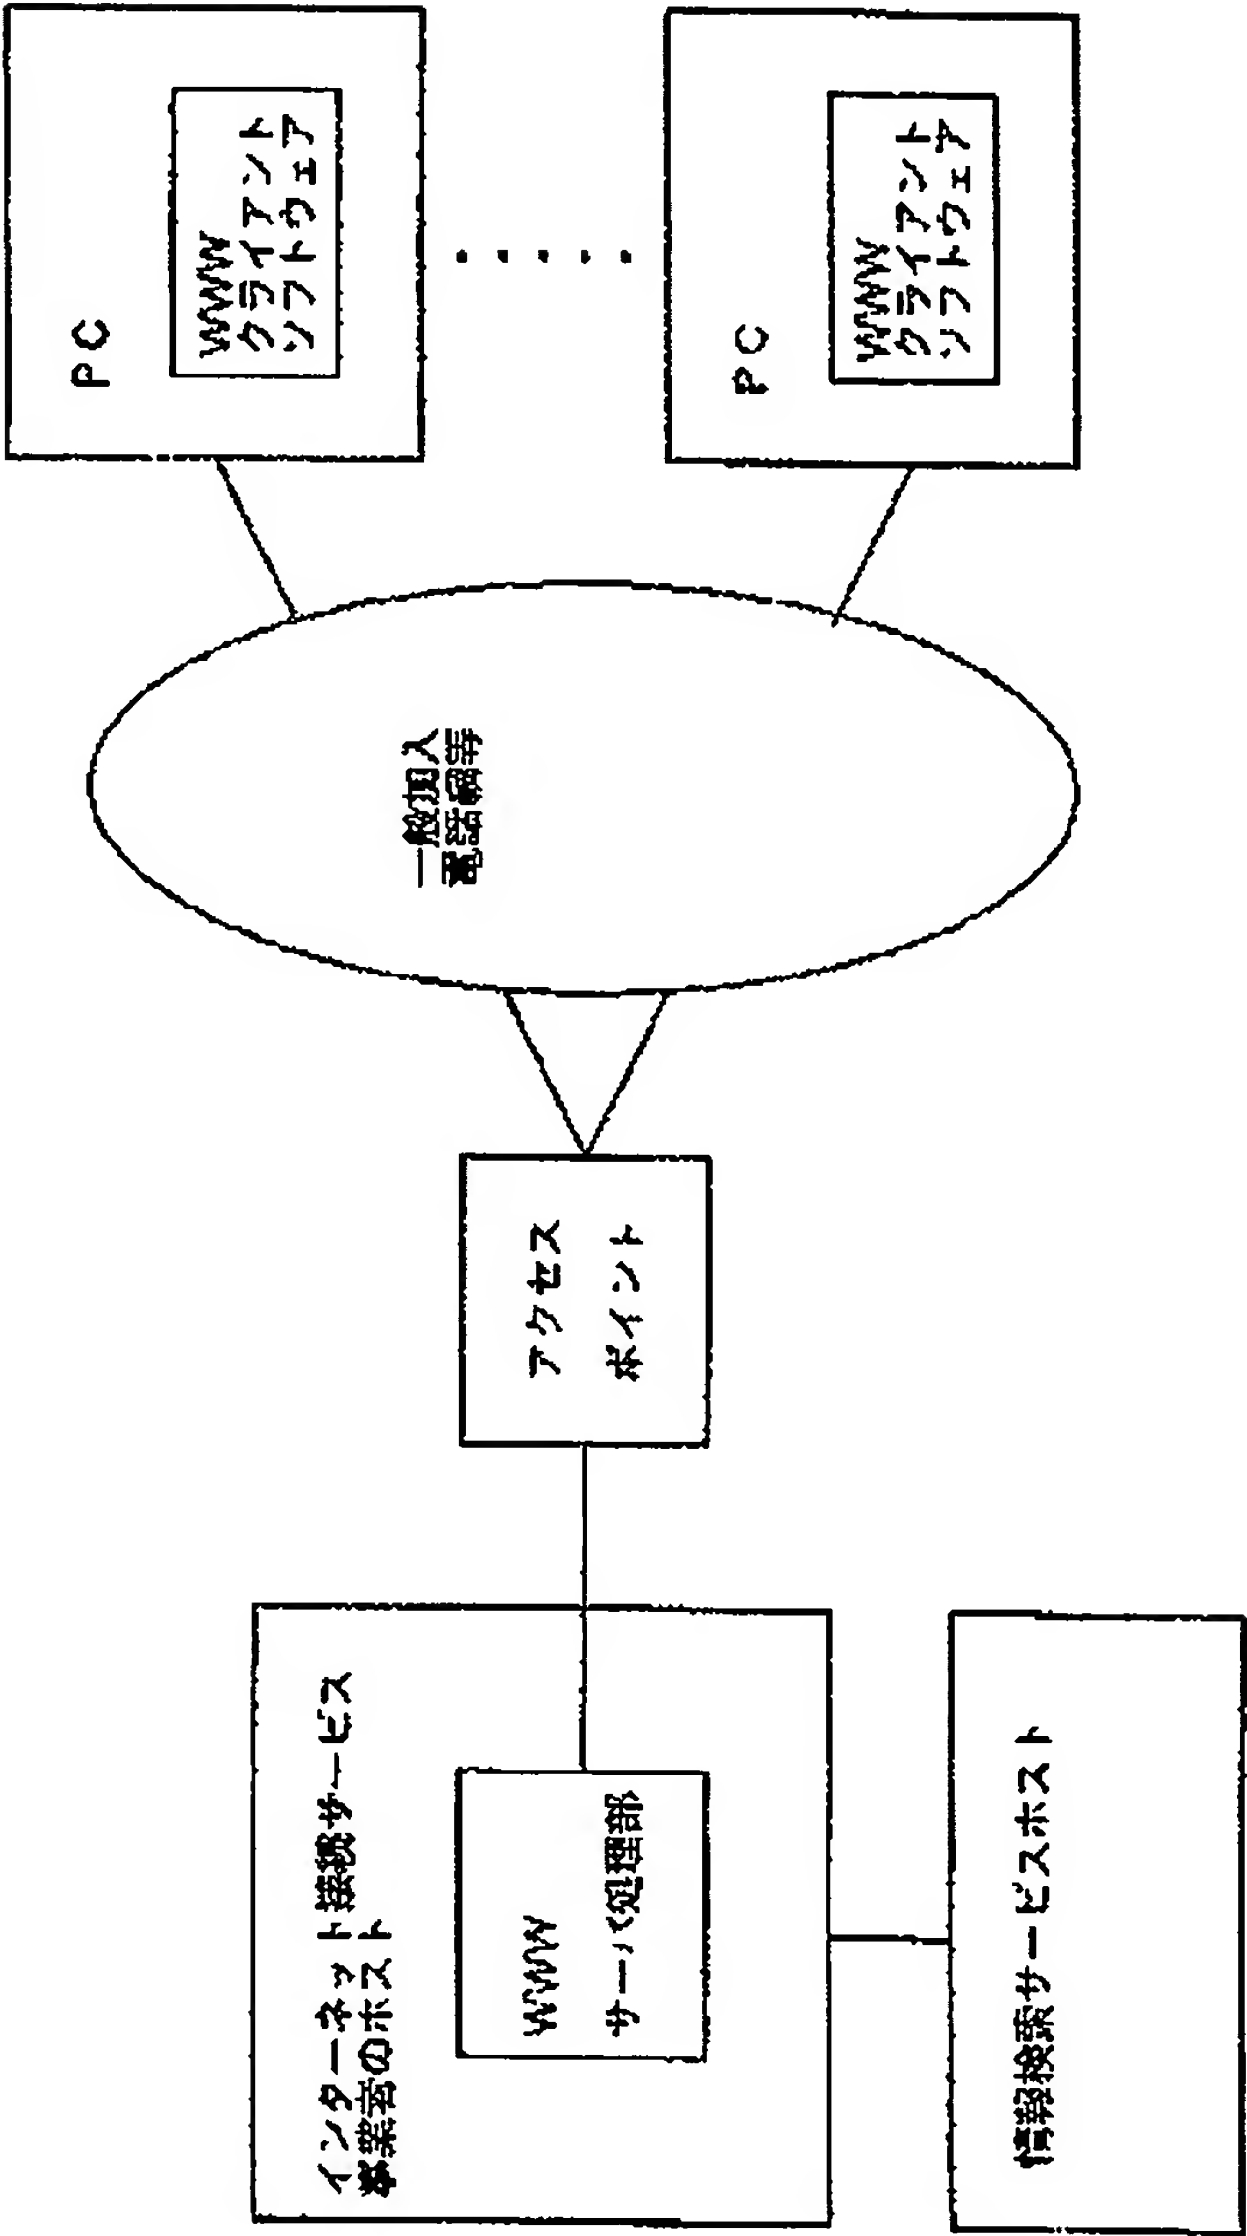 インターネット接続サービス
事業者のホスト
WWW
サーバ処理部
情報検索サービスホスト
アクセス
ポイント
一般加入
電話網等
PC
WWW
クライアント
ソフトウェア
PC
WWW
クライアント
ソフトウェア